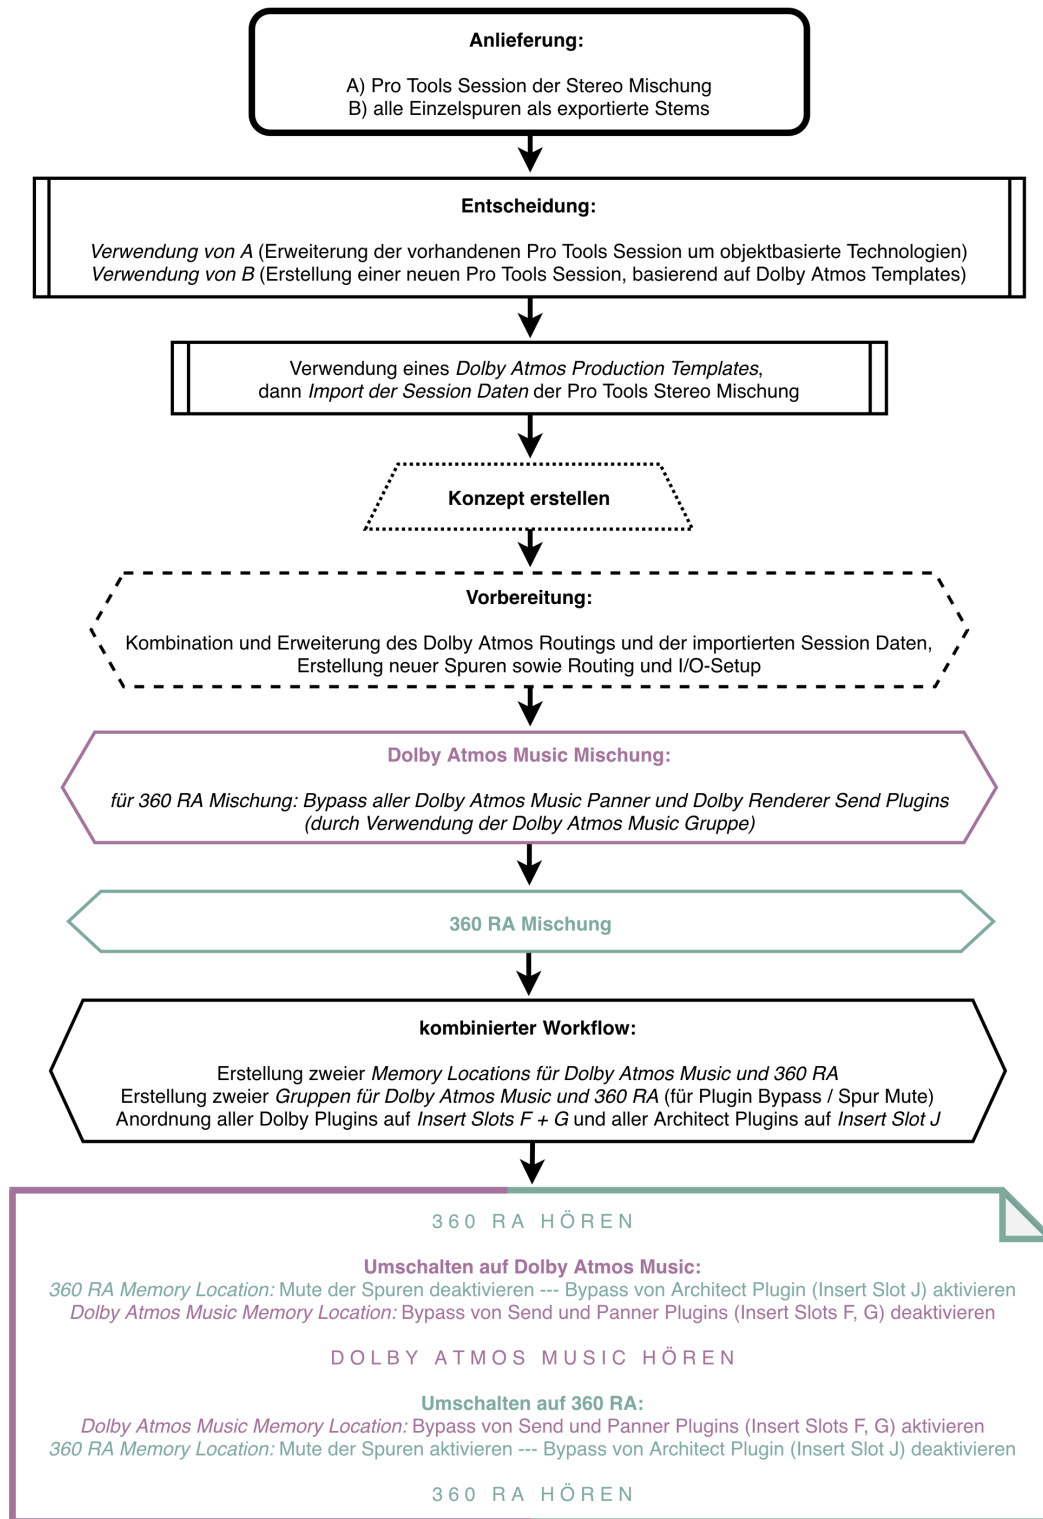 Anlieferung:
A) Pro Tools Session der Stereo Mischung
B) alle Einzelspuren als exportierte Stems
Entscheidung:
Verwendung von A (Erweiterung der vorhandenen Pro Tools Session um objektbasierte Technologien)
Verwendung von B (Erstellung einer neuen Pro Tools Session, basierend auf Dolby Atmos Templates)
Verwendung eines Dolby Atmos Production Templates,
dann Import der Session Daten der Pro Tools Stereo Mischung
Konzept erstellen
Vorbereitung:
Kombination und Erweiterung des Dolby Atmos Routings und der importierten Session Daten,
Erstellung neuer Spuren sowie Routing und I/O-Setup
Dolby Atmos Music Mischung:
für 360 RA Mischung: Bypass aller Dolby Atmos Music Panner und Dolby Renderer Send Plugins
(durch Verwendung der Dolby Atmos Music Gruppe)
360 RA Mischung
kombinierter Workflow:
Erstellung zweier Memory Locations für Dolby Atmos Music und 360 RA
Erstellung zweier Gruppen für Dolby Atmos Music und 360 RA (für Plugin Bypass / Spur Mute)
Anordnung aller Dolby Plugins auf Insert Slots F + G und aller Architect Plugins auf Insert Slot J
360 RA HÖREN
Umschalten auf Dolby Atmos Music:
360 RA Memory Location: Mute der Spuren deaktivieren --- Bypass von Architect Plugin (Insert Slot J) aktivieren
Dolby Atmos Music Memory Location: Bypass von Send und Panner Plugins (Insert Slots F, G) deaktivieren
DOLBY ATMOS MUSIC HÖREN
Umschalten auf 360 RA:
Dolby Atmos Music Memory Location: Bypass von Send und Panner Plugins (Insert Slots F, G) aktivieren
360 RA Memory Location: Mute der Spuren aktivieren --- Bypass von Architect Plugin (Insert Slot J) deaktivieren
360 RA HÖREN